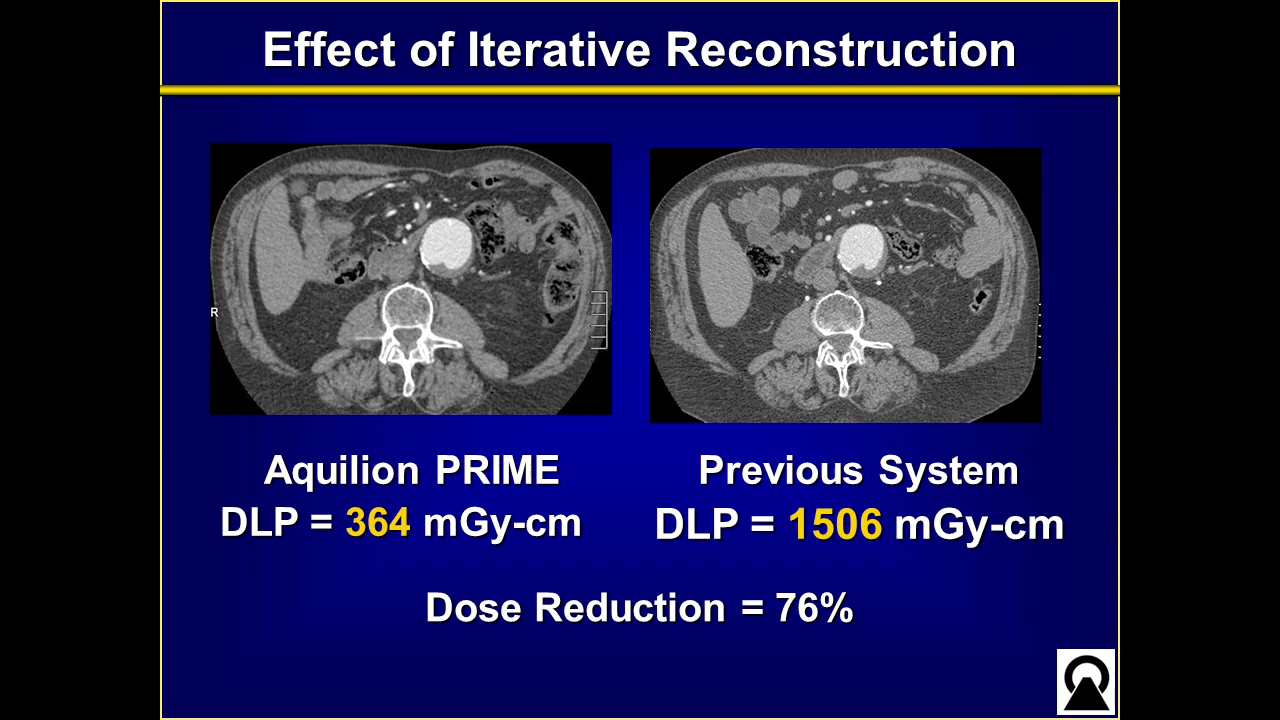 Effect of Iterative Reconstruction
R
Aquilion PRIME
DLP = 364 mGy-cm
Previous System
DLP = 1506 mGy-cm
Dose Reduction = 76%